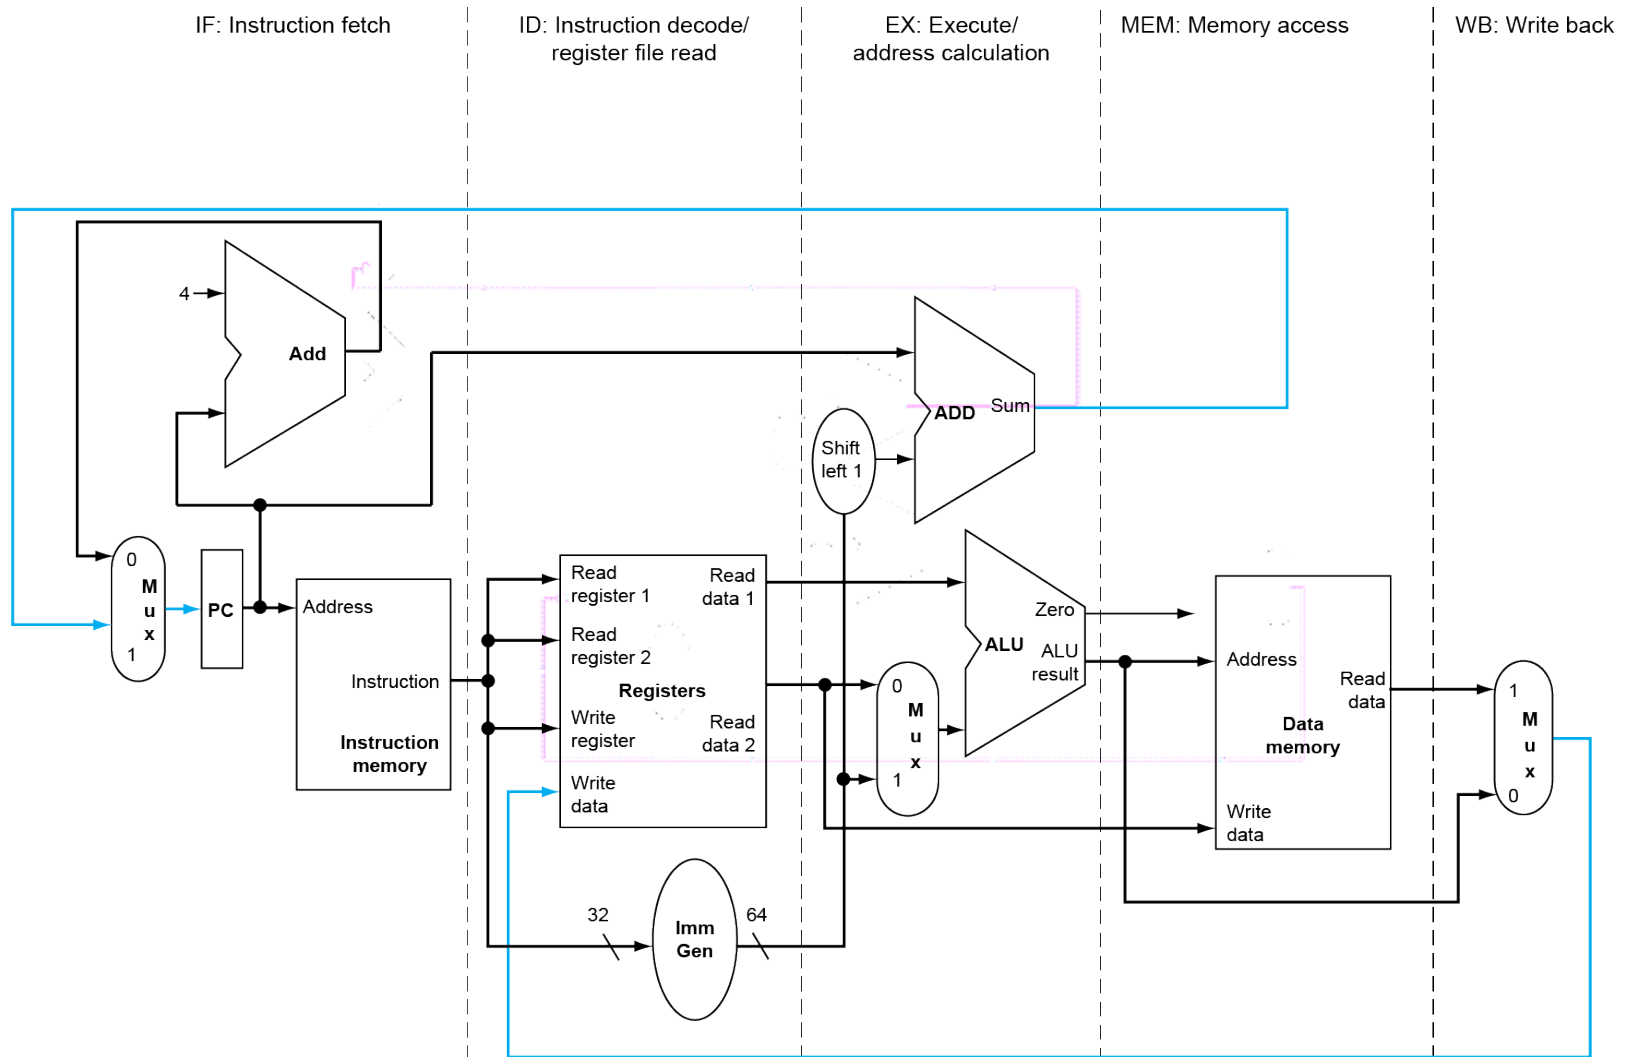 IF: Instruction fetch
ID: Instruction decode/
register file read
EX: Execute/
address calculation
MEM: Memory access
WB: Write back
4
Add
ADD
Sum
Shift
left 1
0
M
u
x
1
PC
Address
Instruction
Instruction
memory
Read
register 1
Read
register 2
Registers
Write
register
Write
data
Read
data 1
Read
data 2
0
M
u
x
1
Zero
ALU
ALU
result
Address
Read
data
Data
memory
Write
data
1
M
u
x
0
32
Imm
Gen
64